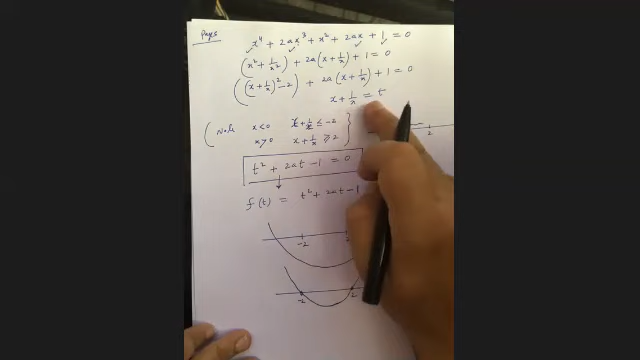 x⁴ + 2ax³ + x² + 2ax + 1 = 0
(x² + 1/x²) + 2a(x + 1/x) + 1 = 0
((x + 1/x)² - 2) + 2a(x + 1/x) + 1 = 0
x + 1/x = t
(Note x < 0 x + 1/x ≤ -2
x > 0 x + 1/x ≥ 2
2
t² + 2at - 1 = 0
f(t) = t² + 2at - 1
-2 2
-2 2